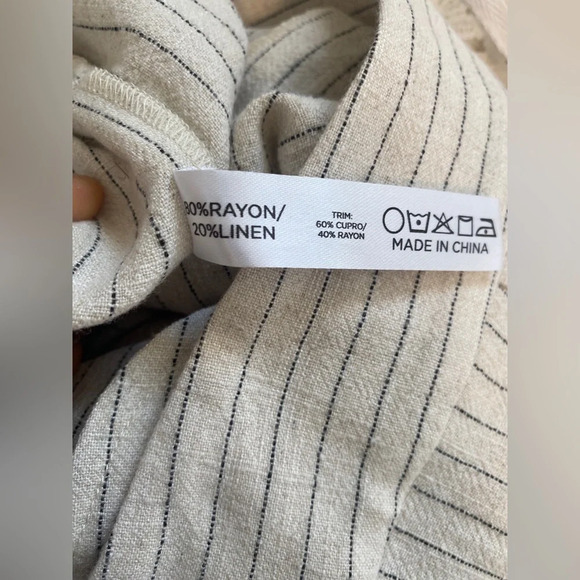 80%RAYON/
20%LINEN
TRIM:
60% CUPRO/
40% RAYON
MADE IN CHINA